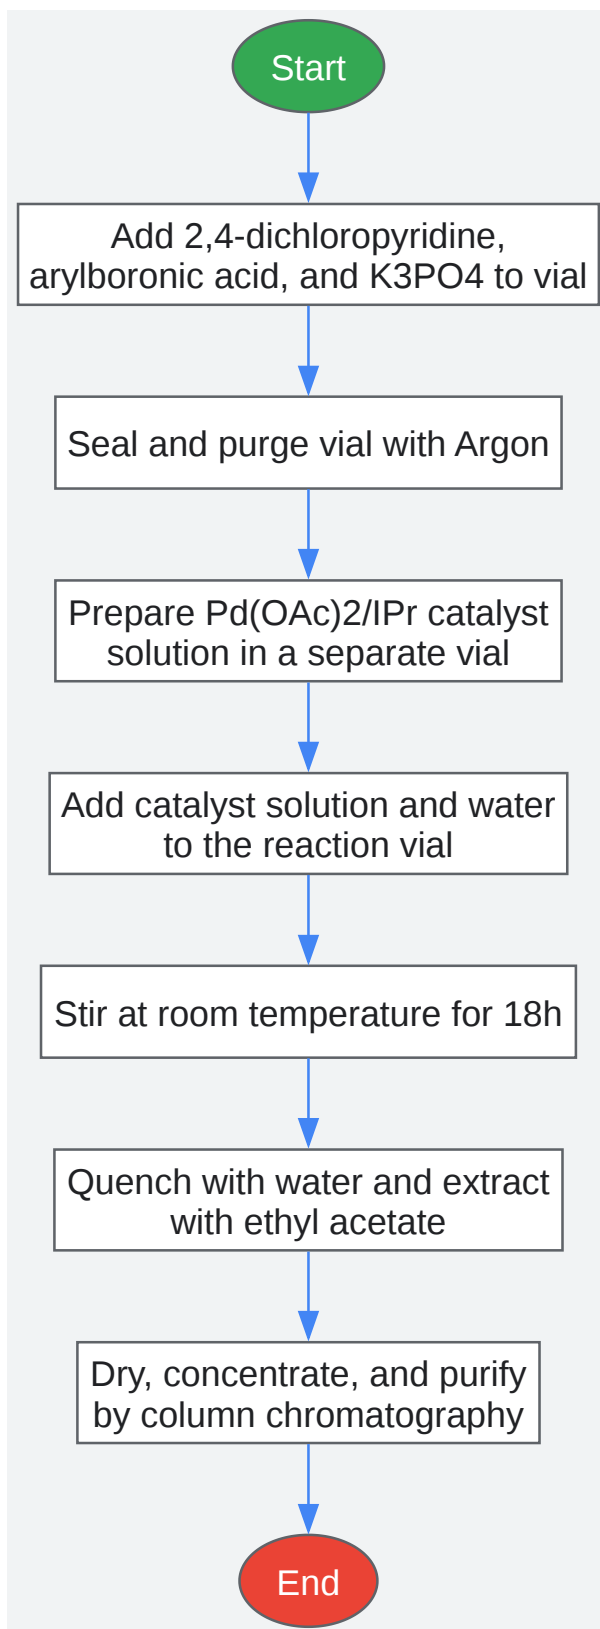 Start
Add 2,4-dichloropyridine,
arylboronic acid, and K3PO4 to vial
Seal and purge vial with Argon
Prepare Pd(OAc)2/IPr catalyst
solution in a separate vial
Add catalyst solution and water
to the reaction vial
Stir at room temperature for 18h
Quench with water and extract
with ethyl acetate
Dry, concentrate, and purify
by column chromatography
End